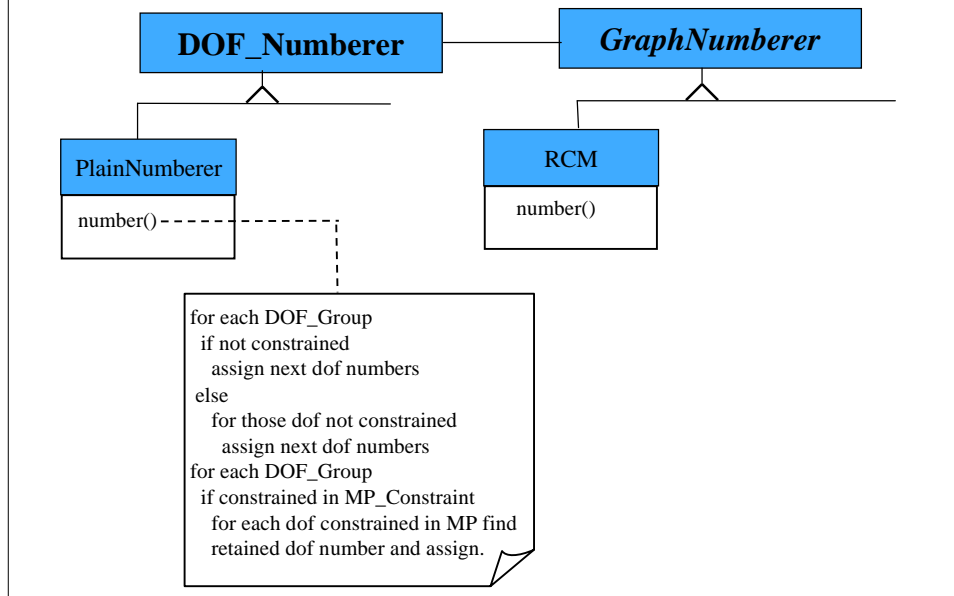 DOF_Numberer
GraphNumberer
PlainNumberer
number()
RCM
number()
for each DOF_Group
if not constrained
assign next dof numbers
else
for those dof not constrained
assign next dof numbers
for each DOF_Group
if constrained in MP_Constraint
for each dof constrained in MP find
retained dof number and assign.